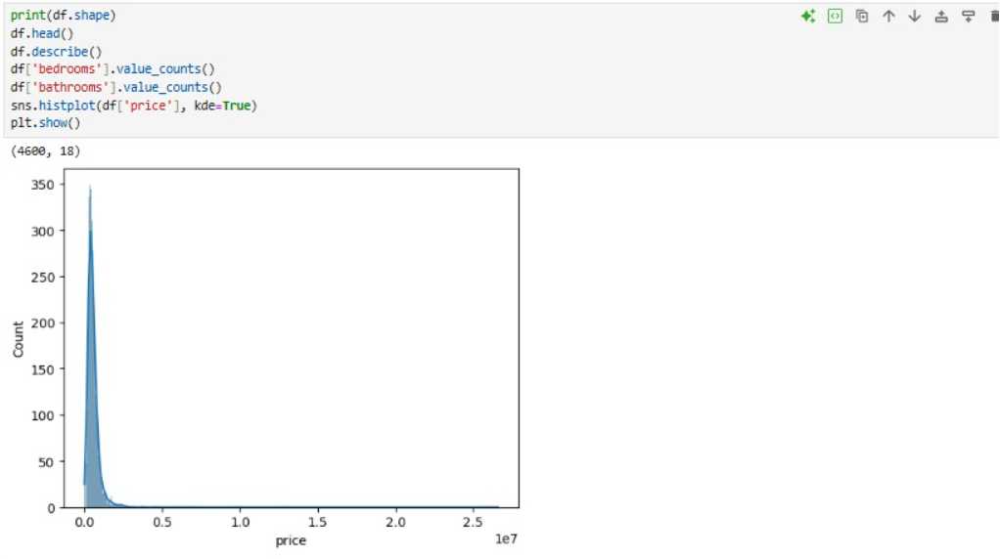 print(df.shape)
df.head()
df.describe()
df['bedrooms'].value_counts()
df['bathrooms'].value_counts()
sns.histplot(df['price'], kde=True)
plt.show()
(4600, 18)
350
300
250
200
150
100
50
0
Count
0.0 0.5 1.0 1.5 2.0 2.5
1e7
price